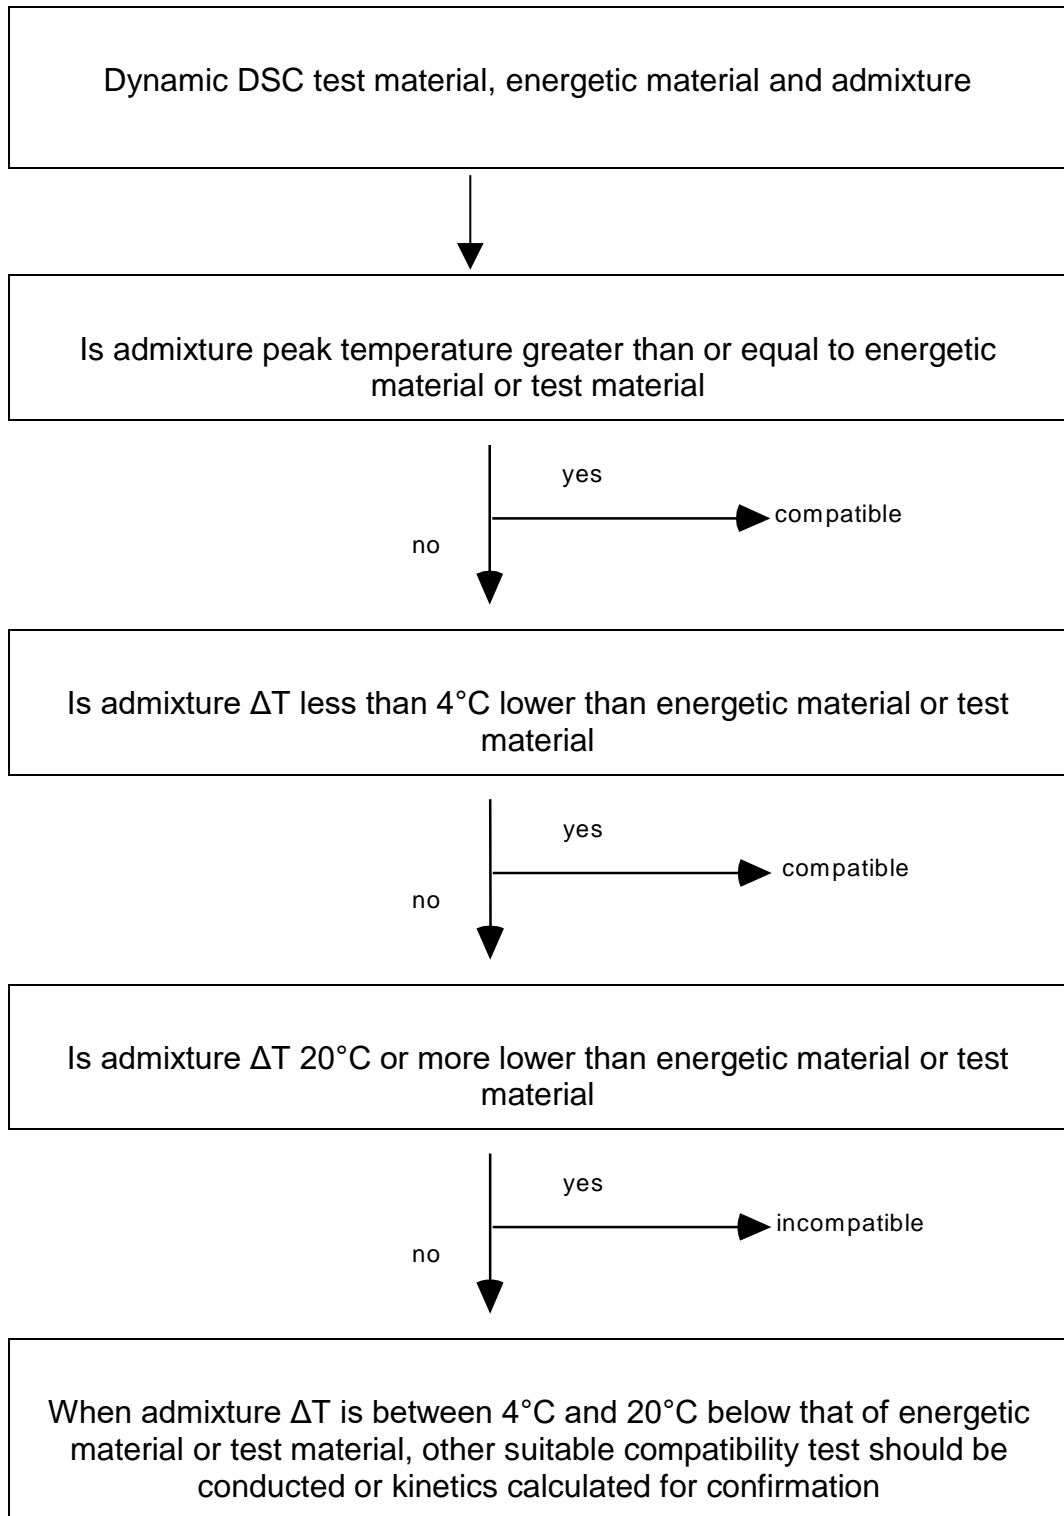 Dynamic DSC test material, energetic material and admixture
Is admixture peak temperature greater than or equal to energetic
material or test material
yes
compatible
no
Is admixture ΔT less than 4°C lower than energetic material or test
material
yes
compatible
no
Is admixture ΔT 20°C or more lower than energetic material or test
material
yes
incompatible
no
When admixture ΔT is between 4°C and 20°C below that of energetic
material or test material, other suitable compatibility test should be
conducted or kinetics calculated for confirmation